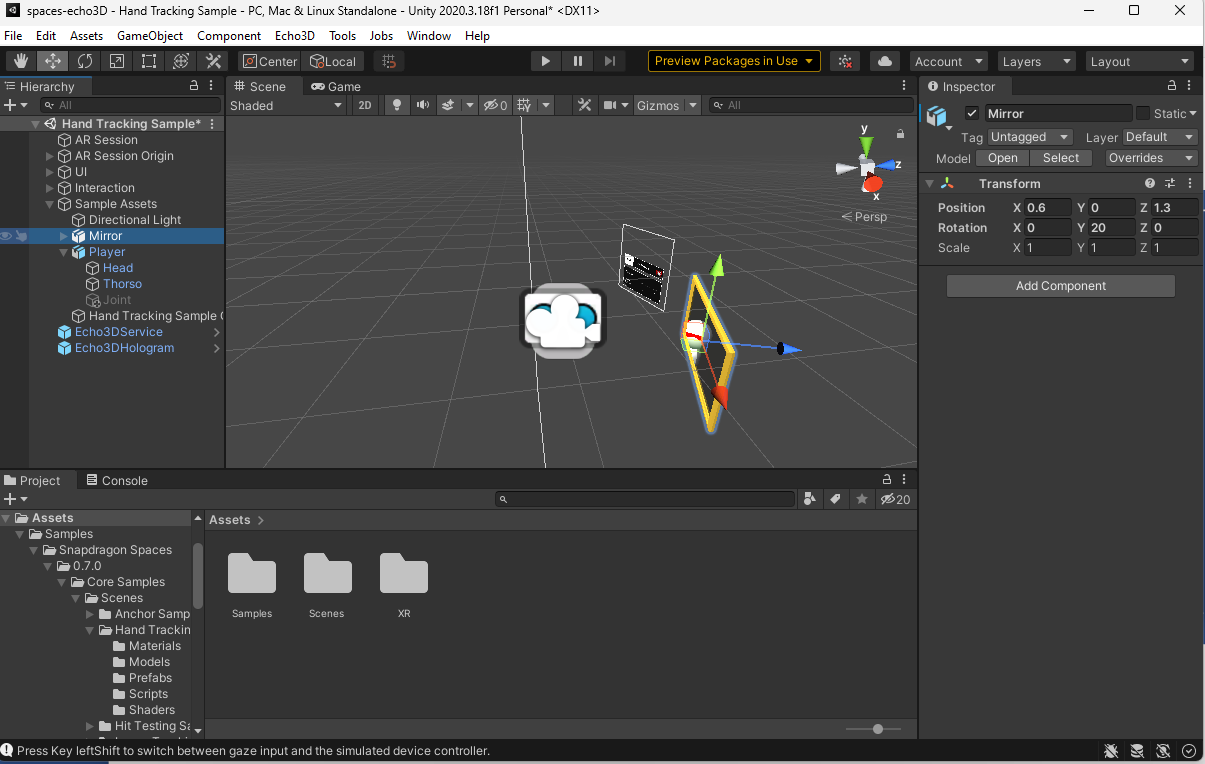 spaces-echo3D - Hand Tracking Sample - PC, Mac & Linux Standalone - Unity 2020.3.18f1 Personal* <DX11>
File Edit Assets GameObject Component Echo3D Tools Jobs Window Help
Center Local Preview Packages in Use Account Layers Layout
Hierarchy
All
Hand Tracking Sample*
AR Session
AR Session Origin
UI
Interaction
Sample Assets
Directional Light
Mirror
Player
Head
Thorso
Joint
Hand Tracking Sample
Echo3DService
Echo3DHologram
Scene Game
Shaded 2D 0 Gizmos All
y
z
x
Persp
Inspector
Mirror Static
Tag Untagged Layer Default
Model Open Select Overrides
Transform
Position X 0.6 Y 0 Z 1.3
Rotation X 0 Y 20 Z 0
Scale X 1 Y 1 Z 1
Add Component
Project Console
20
Assets
Samples
Snapdragon Spaces
0.7.0
Core Samples
Scenes
Anchor Samp
Hand Trackin
Materials
Models
Prefabs
Scripts
Shaders
Hit Testing Sa
Assets
Samples Scenes XR
Press Key leftShift to switch between gaze input and the simulated device controller.